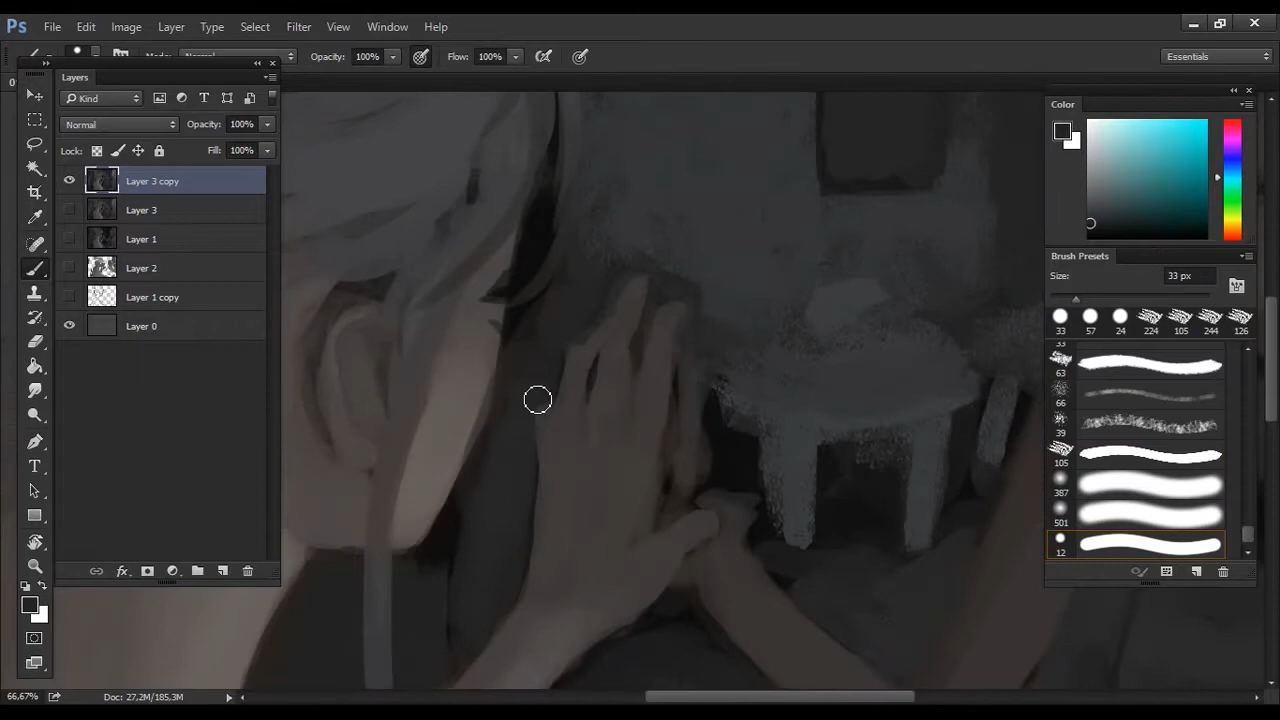 Ps File Edit Image Layer Type Select Filter View Window Help
Mode: Normal Opacity: 100% Flow: 100% Essentials
Layers
Kind
Normal Opacity: 100%
Lock: Fill: 100%
Layer 3 copy
Layer 3
Layer 1
Layer 2
Layer 1 copy
Layer 0
Color
Brush Presets
Size: 33 px
33 57 24 224 105 244 126
33
63
66
39
105
387
501
12
66,67% Doc: 27,2M/185,3M